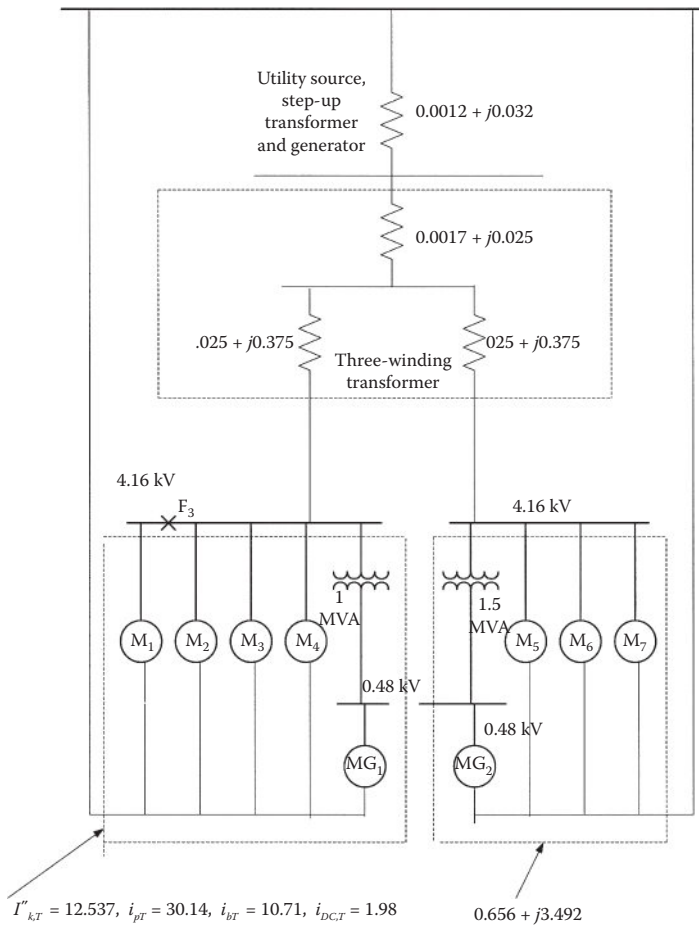 Utility source,
step-up
transformer
and generator
0.0012 + j0.032
0.0017 + j0.025
.025 + j0.375
025 + j0.375
Three-winding
transformer
4.16 kV
F₃
4.16 kV
1
MVA
1.5
MVA
M₁
M₂
M₃
M₄
M₅
M₆
M₇
0.48 kV
0.48 kV
MG₁
MG₂
I″k,T = 12.537, ipT = 30.14, ibT = 10.71, iDC,T = 1.98
0.656 + j3.492